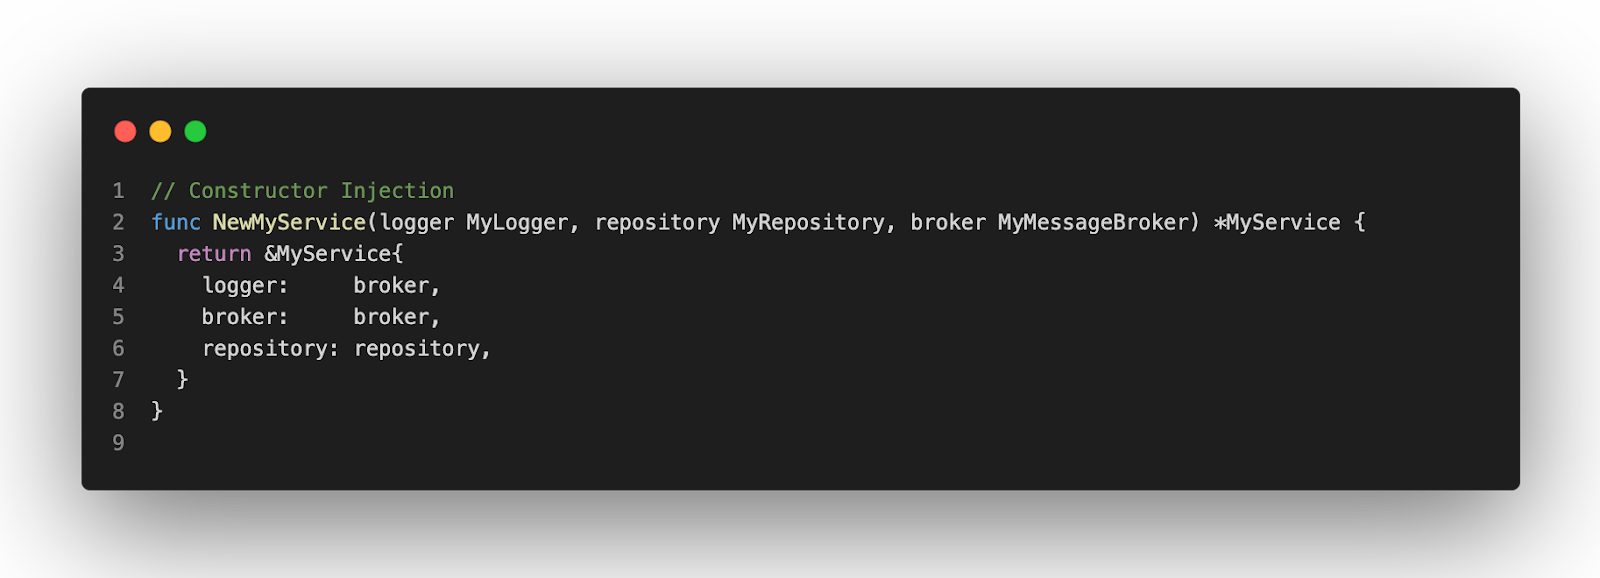 1 // Constructor Injection
2 func NewMyService(logger MyLogger, repository MyRepository, broker MyMessageBroker) *MyService {
3   return &MyService{
4     logger:     broker,
5     broker:     broker,
6     repository: repository,
7   }
8 }
9